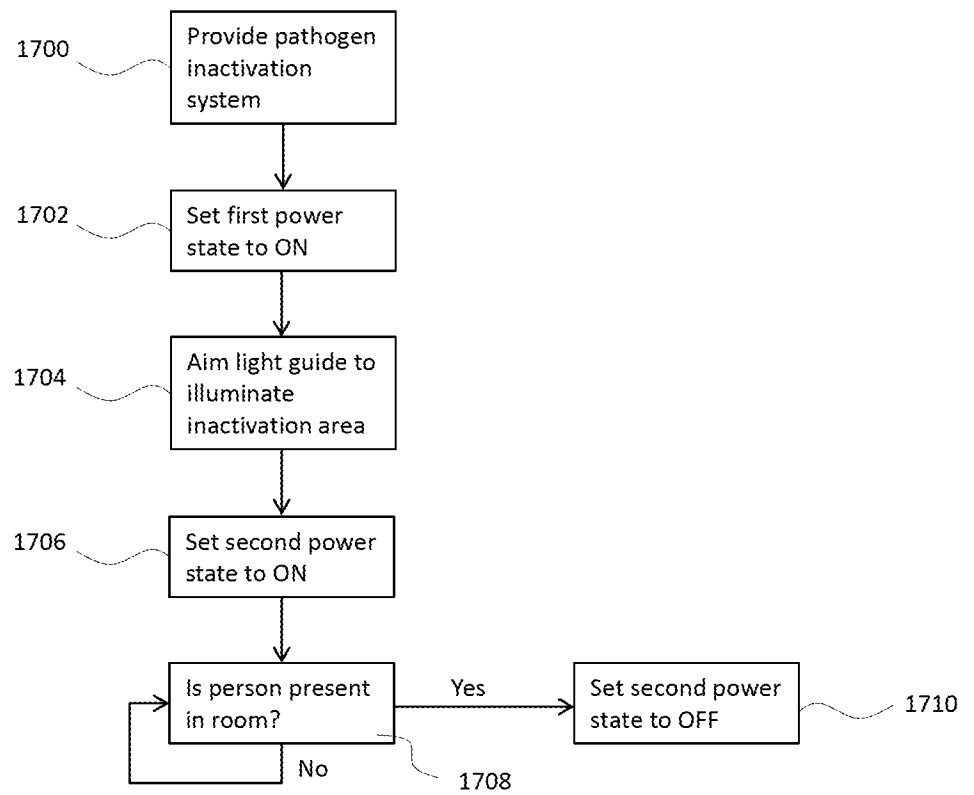 1700
Provide pathogen
inactivation
system
1702
Set first power
state to ON
1704
Aim light guide to
illuminate
inactivation area
1706
Set second power
state to ON
Is person present
in room?
Yes
No
1708
Set second power
state to OFF
1710